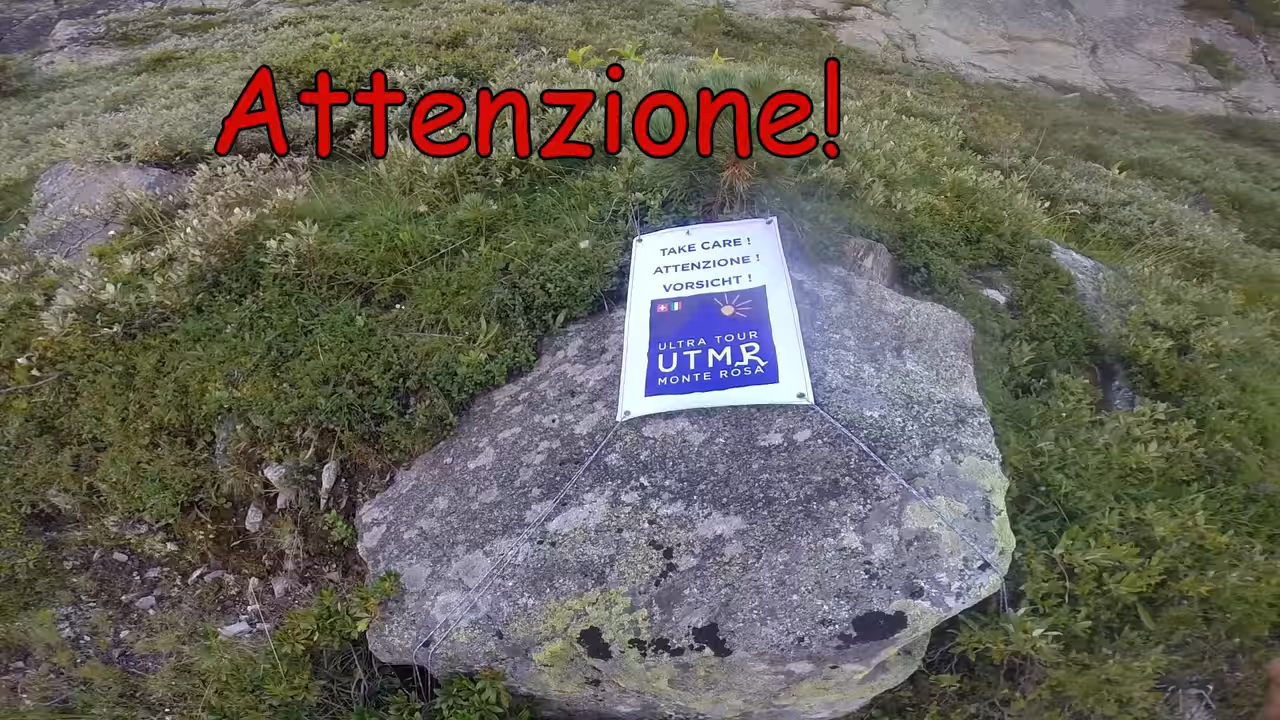 Attenzione!
TAKE CARE !
ATTENZIONE !
VORSICHT !
ULTRA TOUR
UTMR
MONTE ROSA